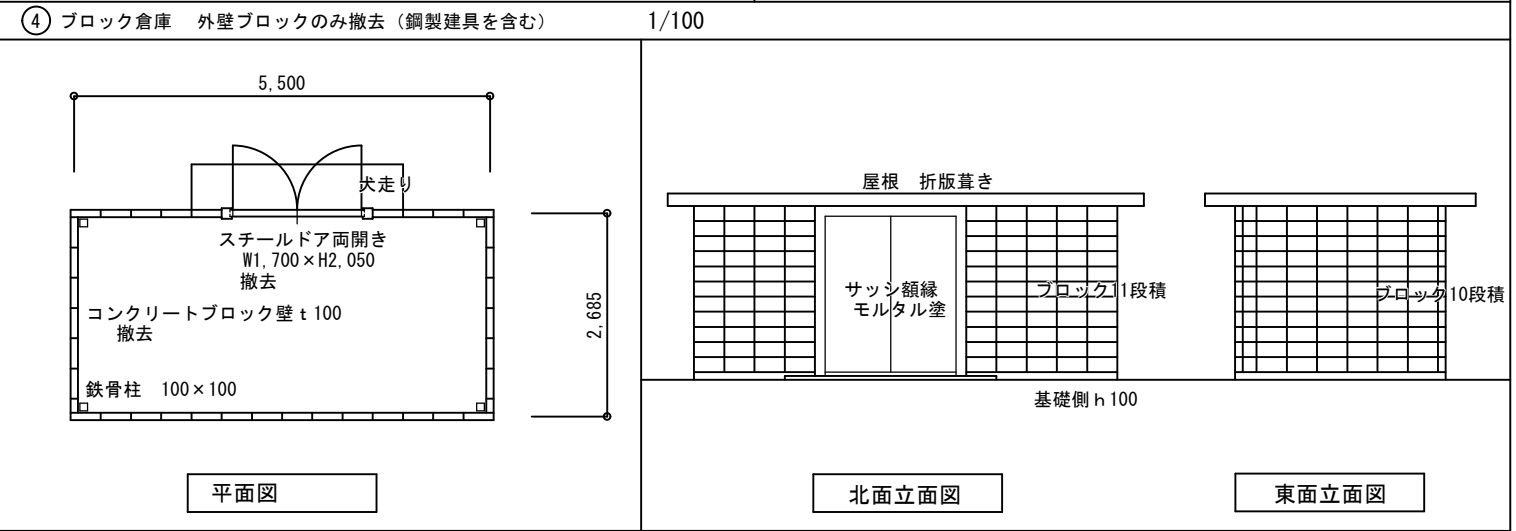 ④ ブロック倉庫　外壁ブロックのみ撤去（鋼製建具を含む）　1/100
5,500
犬走り
スチールドア両開き
W1,700×H2,050
撤去
コンクリートブロック壁ｔ100
撤去
鉄骨柱　100×100
2,685
平面図
屋根　折版葺き
サッシ額縁
モルタル塗
ブロック11段積
基礎側ｈ100
北面立面図
ブロック10段積
東面立面図